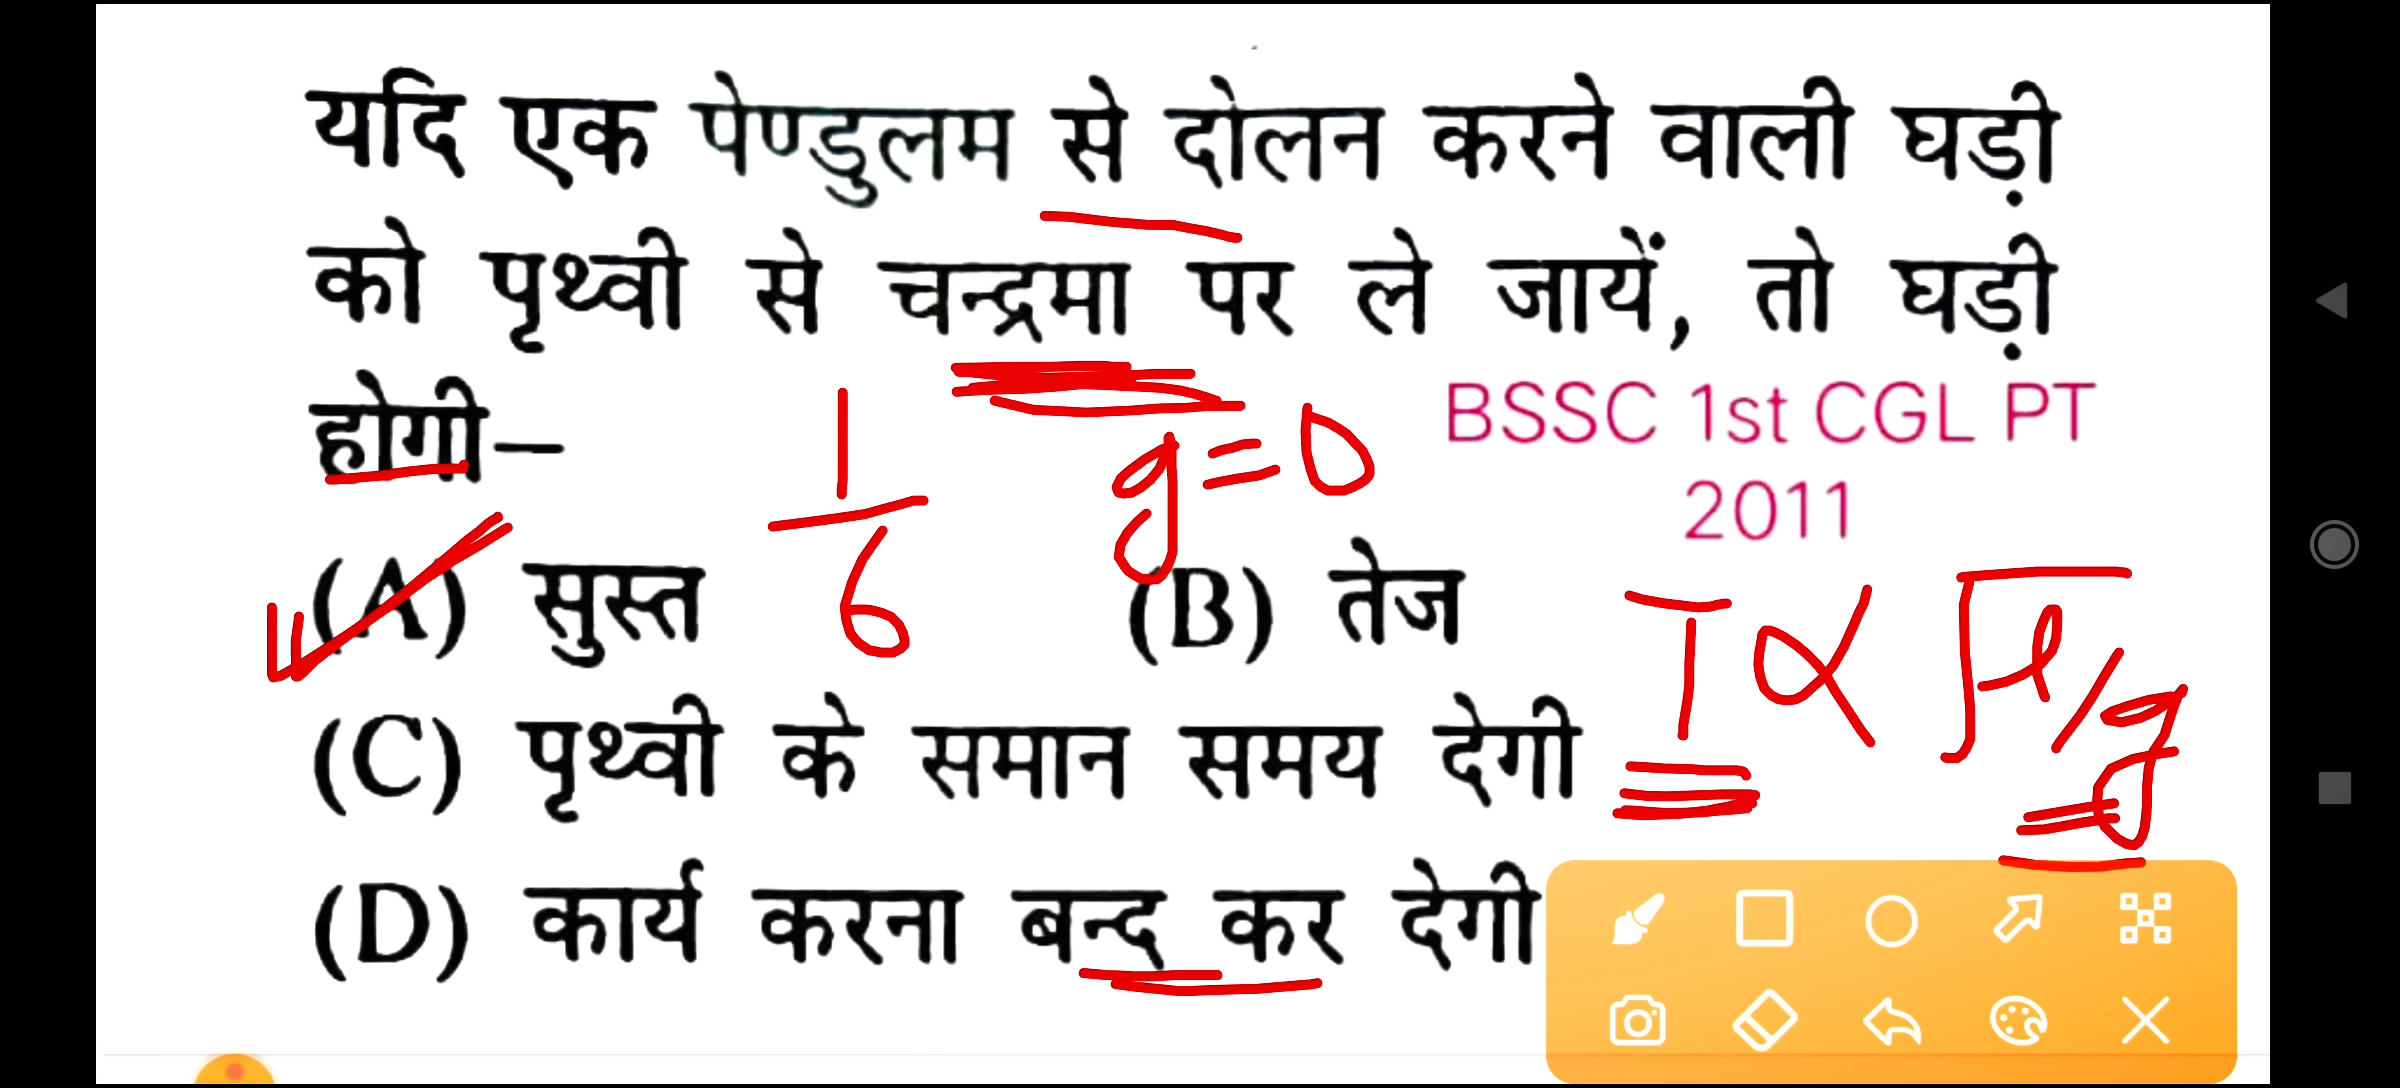 यदि एक पेण्डुलम से दोलन करने वाली घड़ी
को पृथ्वी से चन्द्रमा पर ले जायें, तो घड़ी
होगी—
BSSC 1st CGL PT
2011
1/6
g=0
(A) सुस्त (B) तेज
T∝√l/g
(C) पृथ्वी के समान समय देगी
(D) कार्य करना बन्द कर देगी